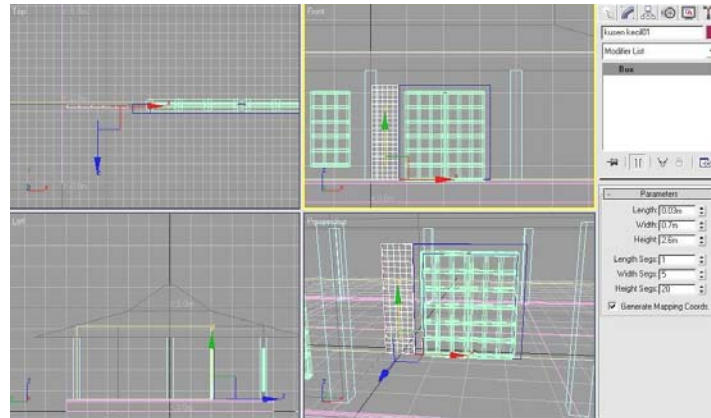 Top
Front
kusen kecil01
Modifier List
Box
Left
Perspective
Parameters
Length: 0.03m
Width: 0.7m
Height: 2.6m
Length Segs: 1
Width Segs: 5
Height Segs: 20
Generate Mapping Coords.